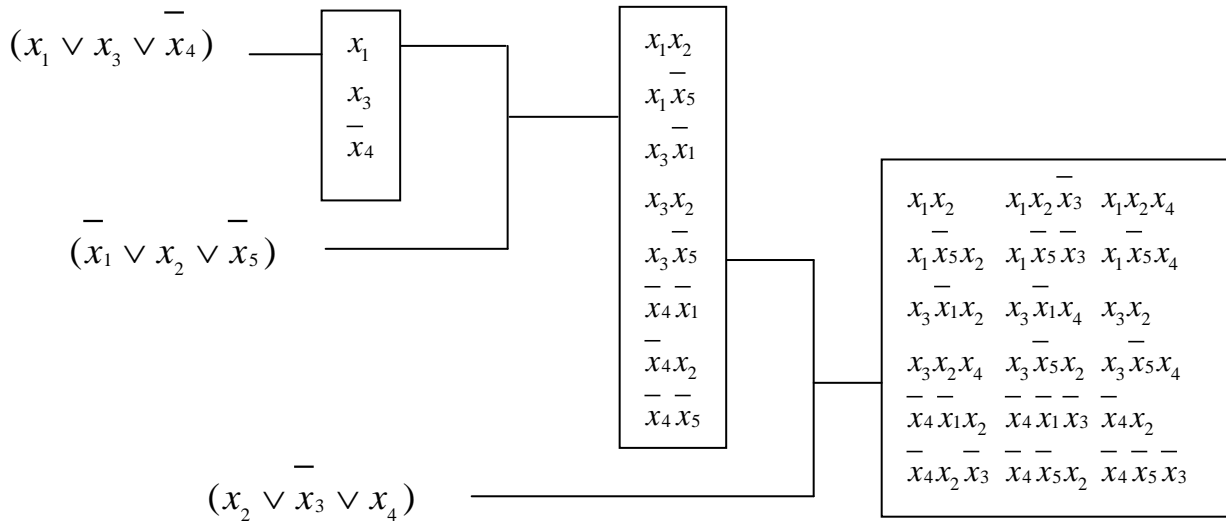 (x₁ ∨ x₃ ∨ x̄₄)
x₁
x₃
x̄₄
(x̄₁ ∨ x₂ ∨ x̄₅)
x₁x₂
x₁x̄₅
x₃x̄₁
x₃x₂
x₃x̄₅
x̄₄x̄₁
x̄₄x₂
x̄₄x̄₅
(x₂ ∨ x̄₃ ∨ x₄)
x₁x₂ x₁x₂x̄₃ x₁x₂x₄
x₁x̄₅x₂ x₁x̄₅x̄₃ x₁x̄₅x₄
x₃x̄₁x₂ x₃x̄₁x₄ x₃x₂
x₃x₂x₄ x₃x̄₅x₂ x₃x̄₅x₄
x̄₄x̄₁x₂ x̄₄x̄₁x̄₃ x̄₄x₂
x̄₄x₂x̄₃ x̄₄x̄₅x₂ x̄₄x̄₅x̄₃